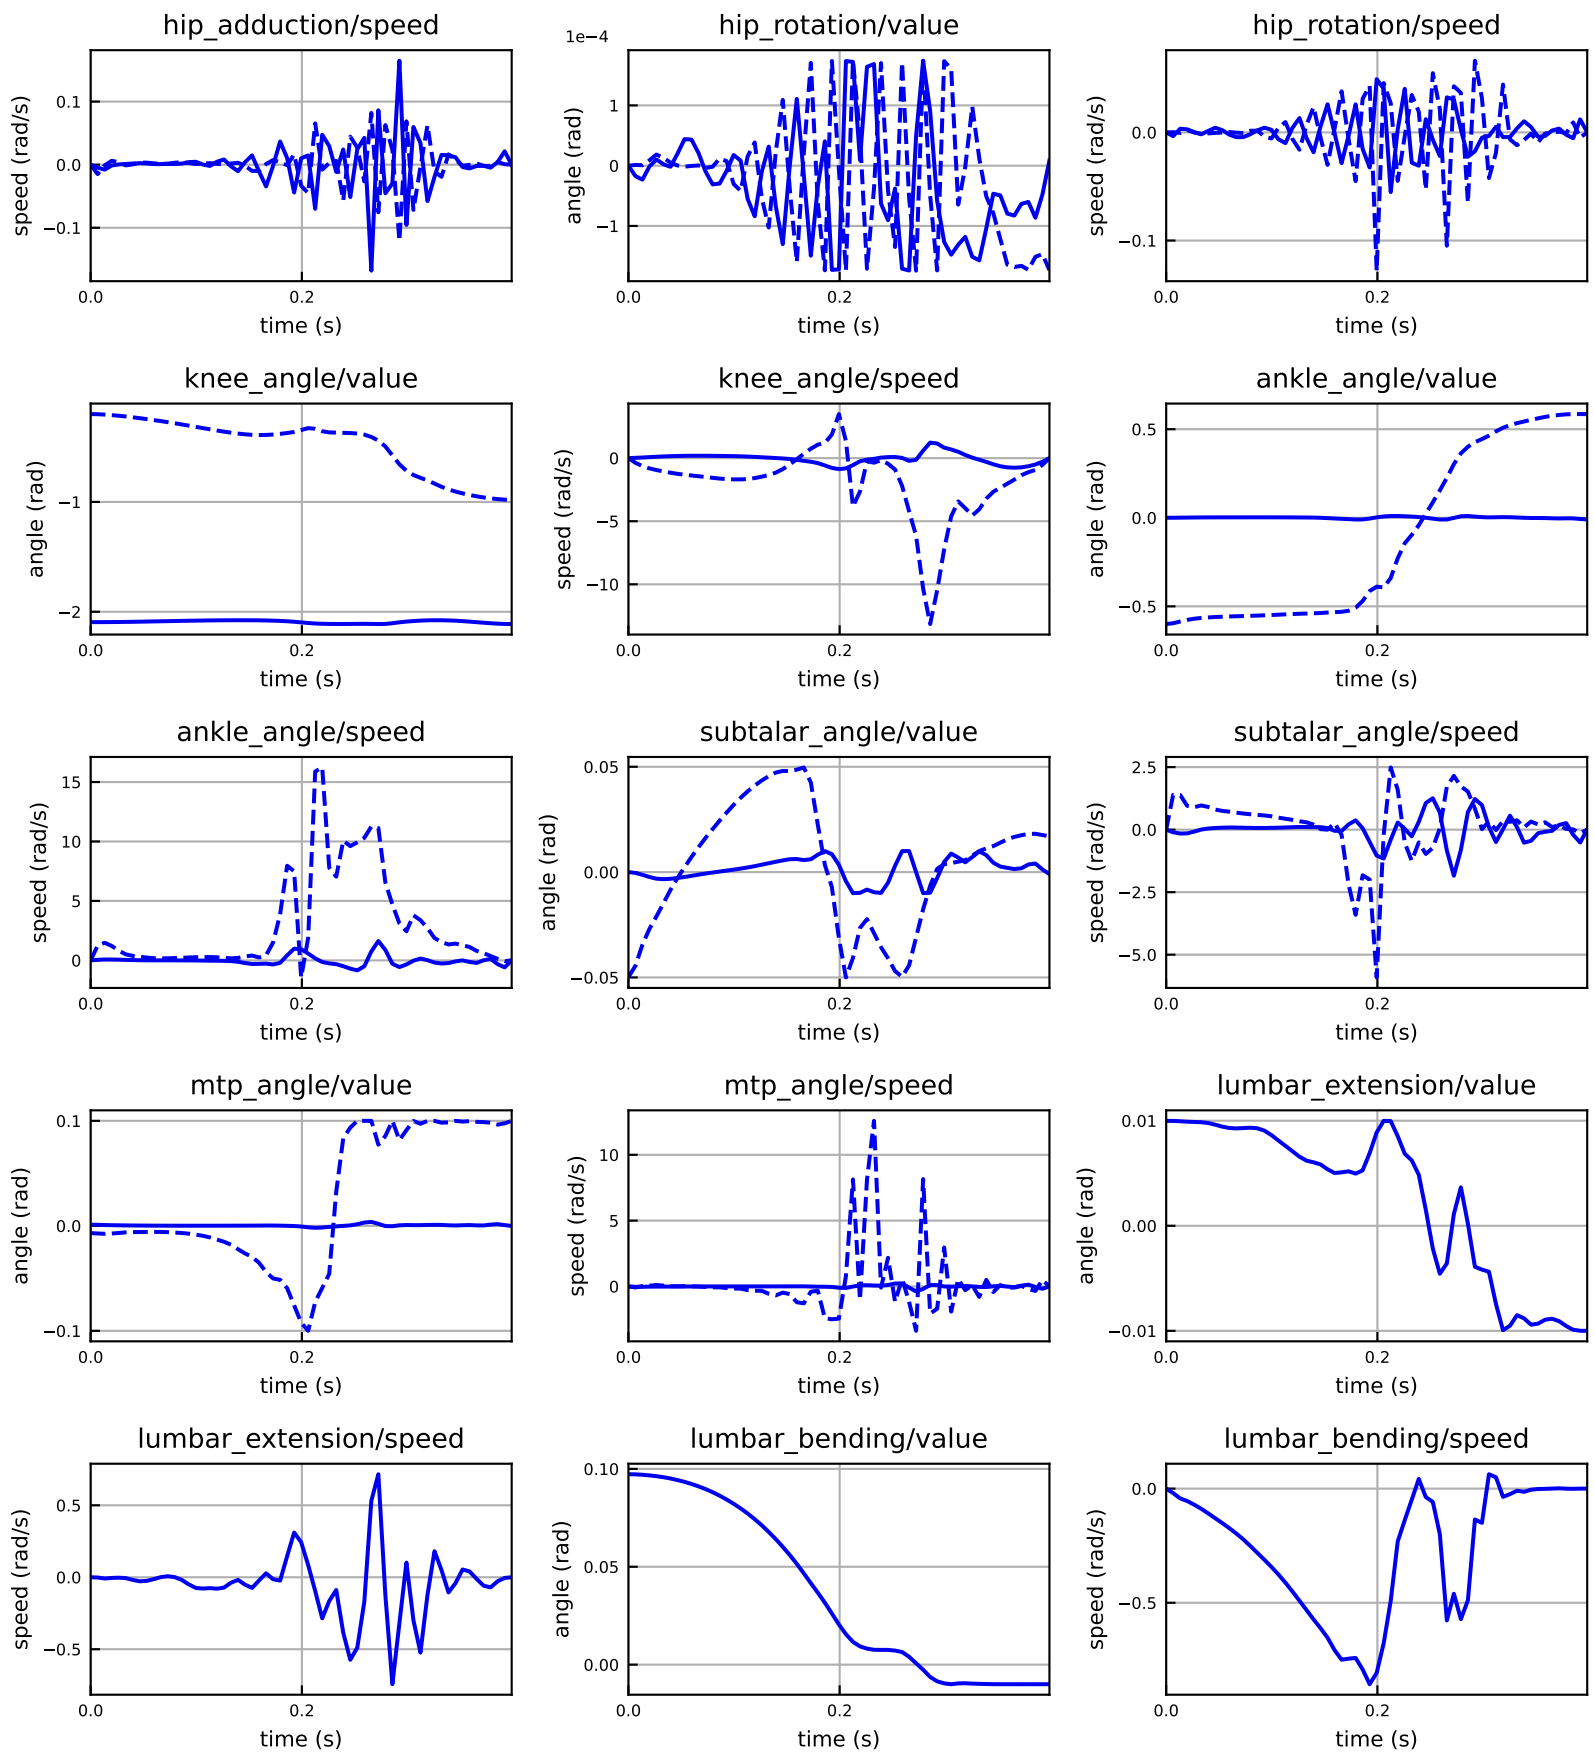 hip_adduction/speed
speed (rad/s)
0.1
0.0
−0.1
0.0
0.2
time (s)
hip_rotation/value
1e−4
angle (rad)
1
0
−1
0.0
0.2
time (s)
hip_rotation/speed
speed (rad/s)
0.0
−0.1
0.0
0.2
time (s)
knee_angle/value
angle (rad)
−1
−2
0.0
0.2
time (s)
knee_angle/speed
speed (rad/s)
0
−5
−10
0.0
0.2
time (s)
ankle_angle/value
angle (rad)
0.5
0.0
−0.5
0.0
0.2
time (s)
ankle_angle/speed
speed (rad/s)
15
10
5
0
0.0
0.2
time (s)
subtalar_angle/value
angle (rad)
0.05
0.00
−0.05
0.0
0.2
time (s)
subtalar_angle/speed
speed (rad/s)
2.5
0.0
−2.5
−5.0
0.0
0.2
time (s)
mtp_angle/value
angle (rad)
0.1
0.0
−0.1
0.0
0.2
time (s)
mtp_angle/speed
speed (rad/s)
10
5
0
0.0
0.2
time (s)
lumbar_extension/value
angle (rad)
0.01
0.00
−0.01
0.0
0.2
time (s)
lumbar_extension/speed
speed (rad/s)
0.5
0.0
−0.5
0.0
0.2
time (s)
lumbar_bending/value
angle (rad)
0.10
0.05
0.00
0.0
0.2
time (s)
lumbar_bending/speed
speed (rad/s)
0.0
−0.5
0.0
0.2
time (s)